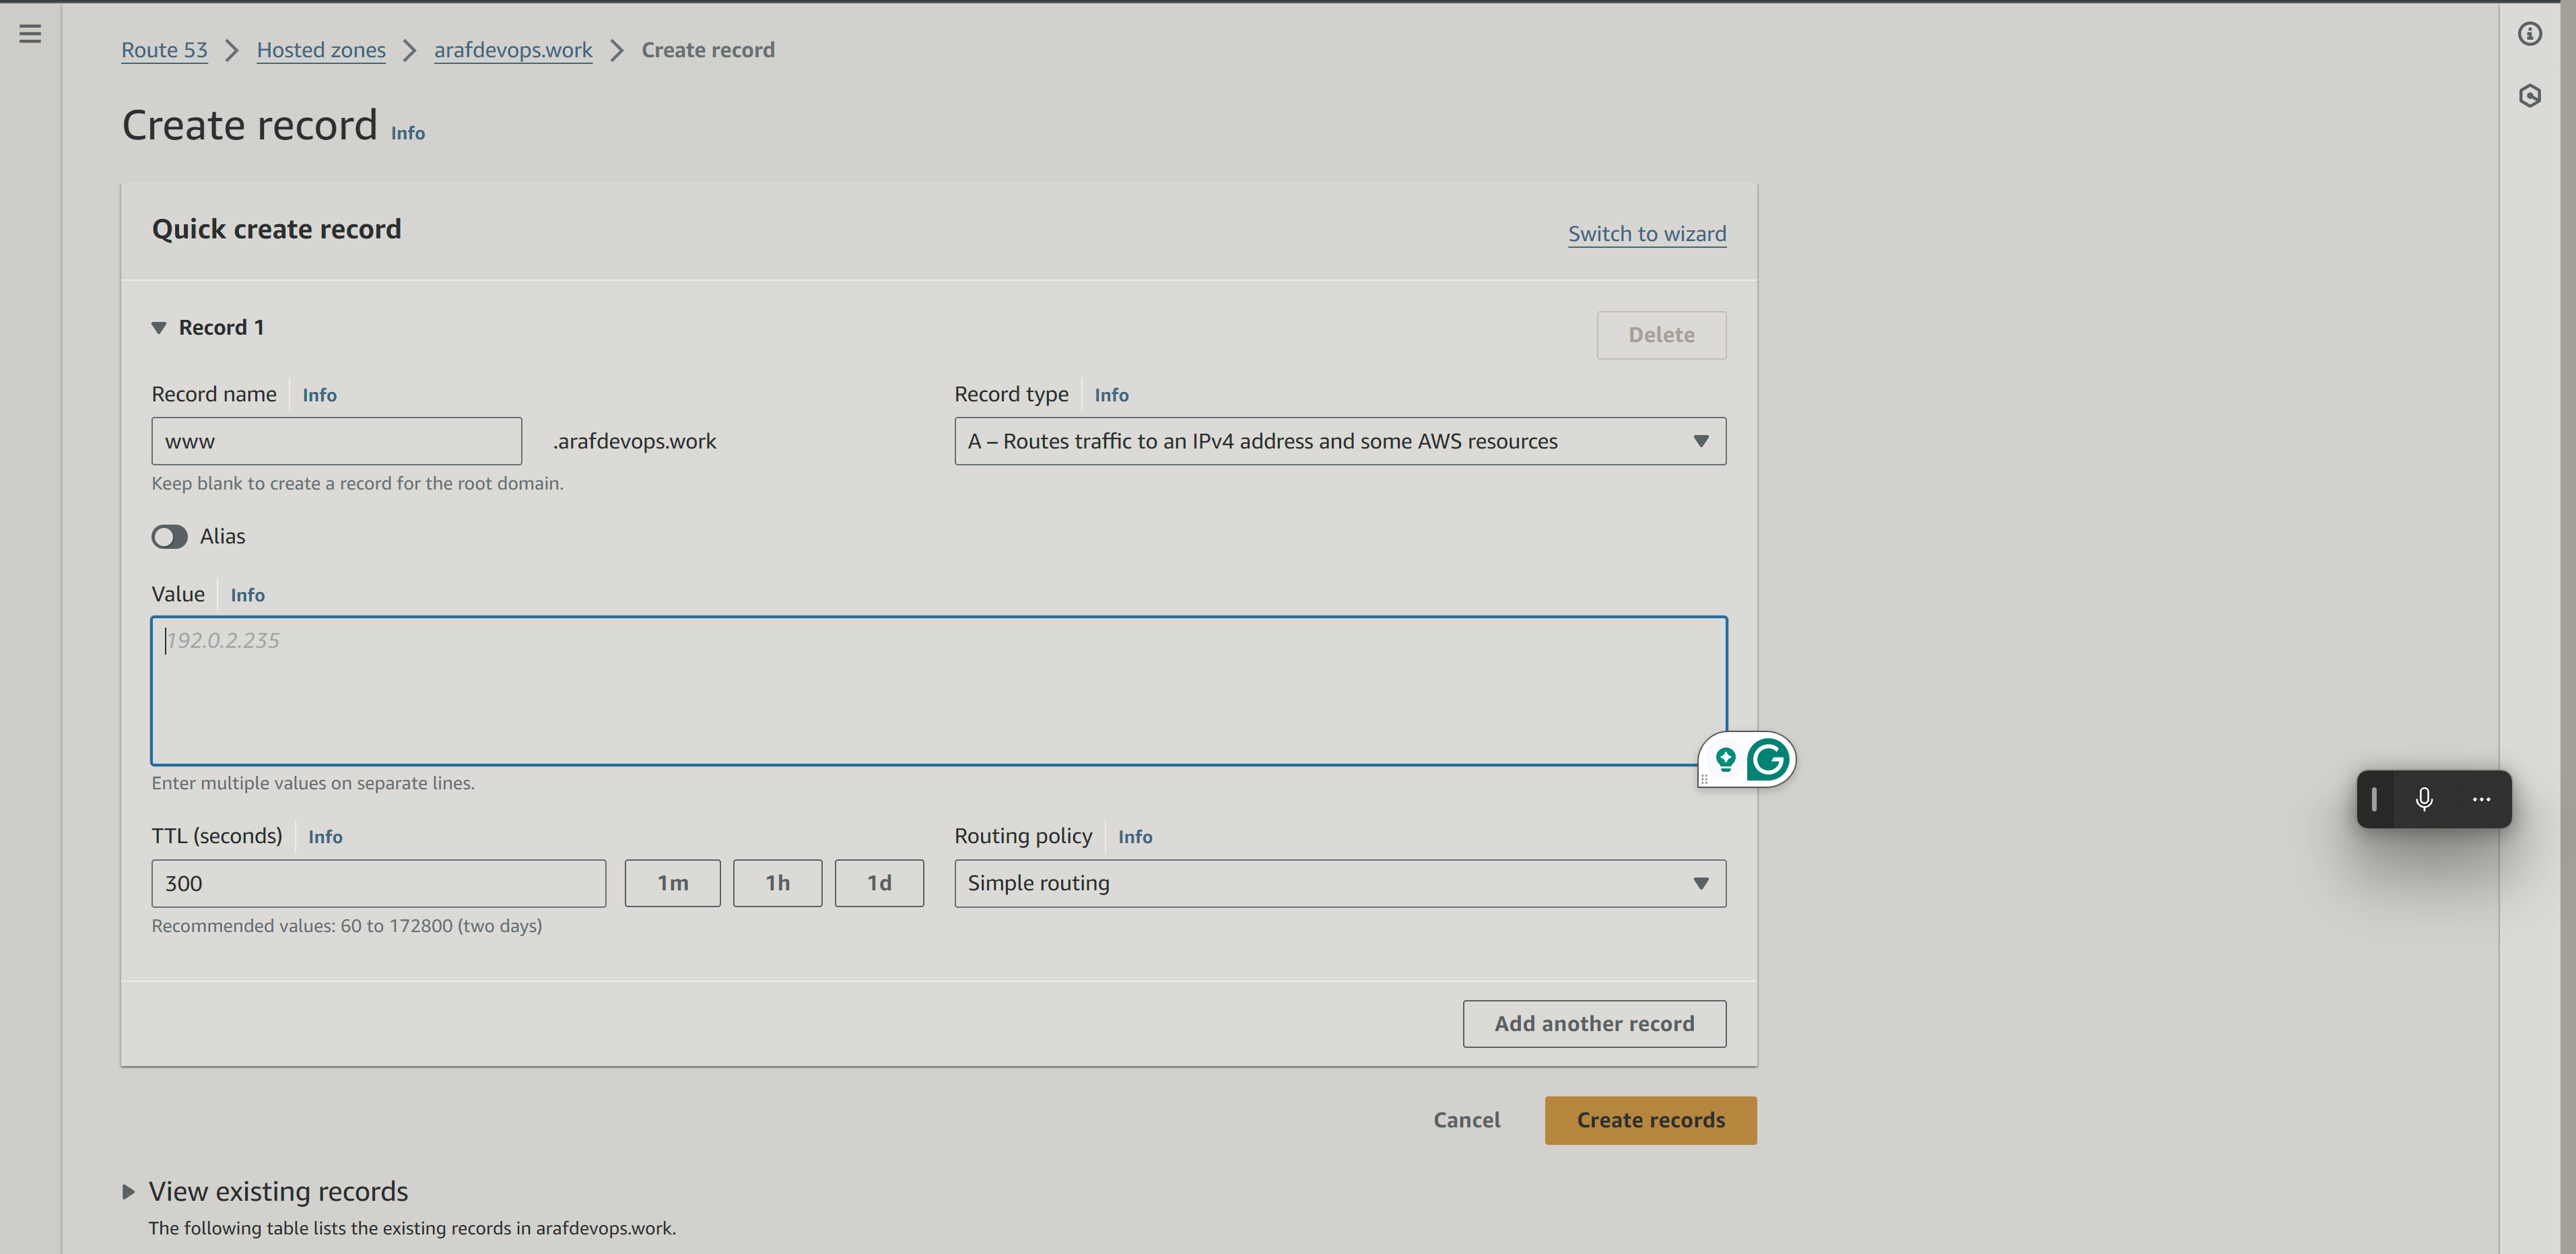 Route 53 > Hosted zones > arafdevops.work > Create record
Create record Info
Quick create record
Switch to wizard
Record 1
Delete
Record name Info
www
.arafdevops.work
Keep blank to create a record for the root domain.
Record type Info
A – Routes traffic to an IPv4 address and some AWS resources
Alias
Value Info
192.0.2.235
Enter multiple values on separate lines.
TTL (seconds) Info
300
1m
1h
1d
Recommended values: 60 to 172800 (two days)
Routing policy Info
Simple routing
Add another record
Cancel
Create records
View existing records
The following table lists the existing records in arafdevops.work.